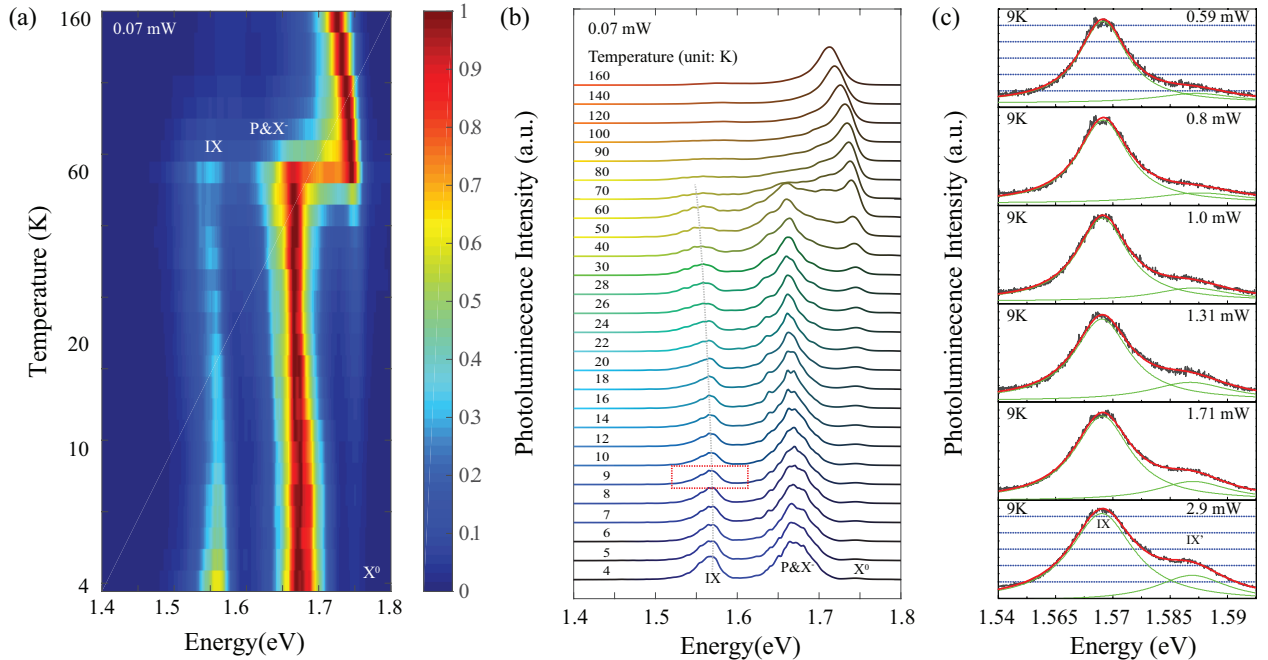 (a)
0.07 mW
P&X-
IX
X0
160
60
20
10
4
Temperature (K)
1.4
1.5
1.6
1.7
1.8
Energy(eV)
1
0.9
0.8
0.7
0.6
0.5
0.4
0.3
0.2
0.1
0
(b)
0.07 mW
Temperature (unit: K)
160
140
120
100
90
80
70
60
50
40
30
28
26
24
22
20
18
16
14
12
10
9
8
7
6
5
4
IX
P&X-
X0
Photoluminecence Intensity (a.u.)
1.4
1.5
1.6
1.7
1.8
Energy(eV)
(c)
9K
0.59 mW
9K
0.8 mW
9K
1.0 mW
9K
1.31 mW
9K
1.71 mW
9K
2.9 mW
IX
IX'
Photoluminecence Intensity (a.u.)
1.54
1.565
1.57
1.585
1.595
Energy (eV)